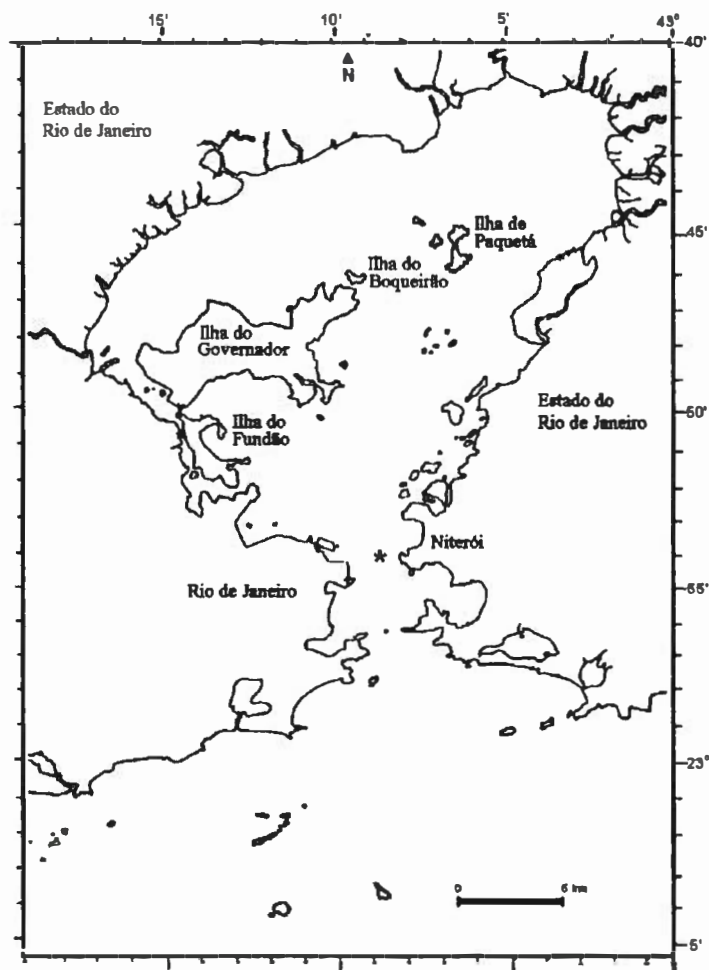 15'
10'
5'
43°
40'
N
Estado do
Rio de Janeiro
Ilha de
Paquetá
45'
Ilha do
Boqueirão
Ilha do
Governador
Estado do
Rio de Janeiro
50'
Ilha do
Fundão
Niterói
*
Rio de Janeiro
55'
23°
0
6 km
5'